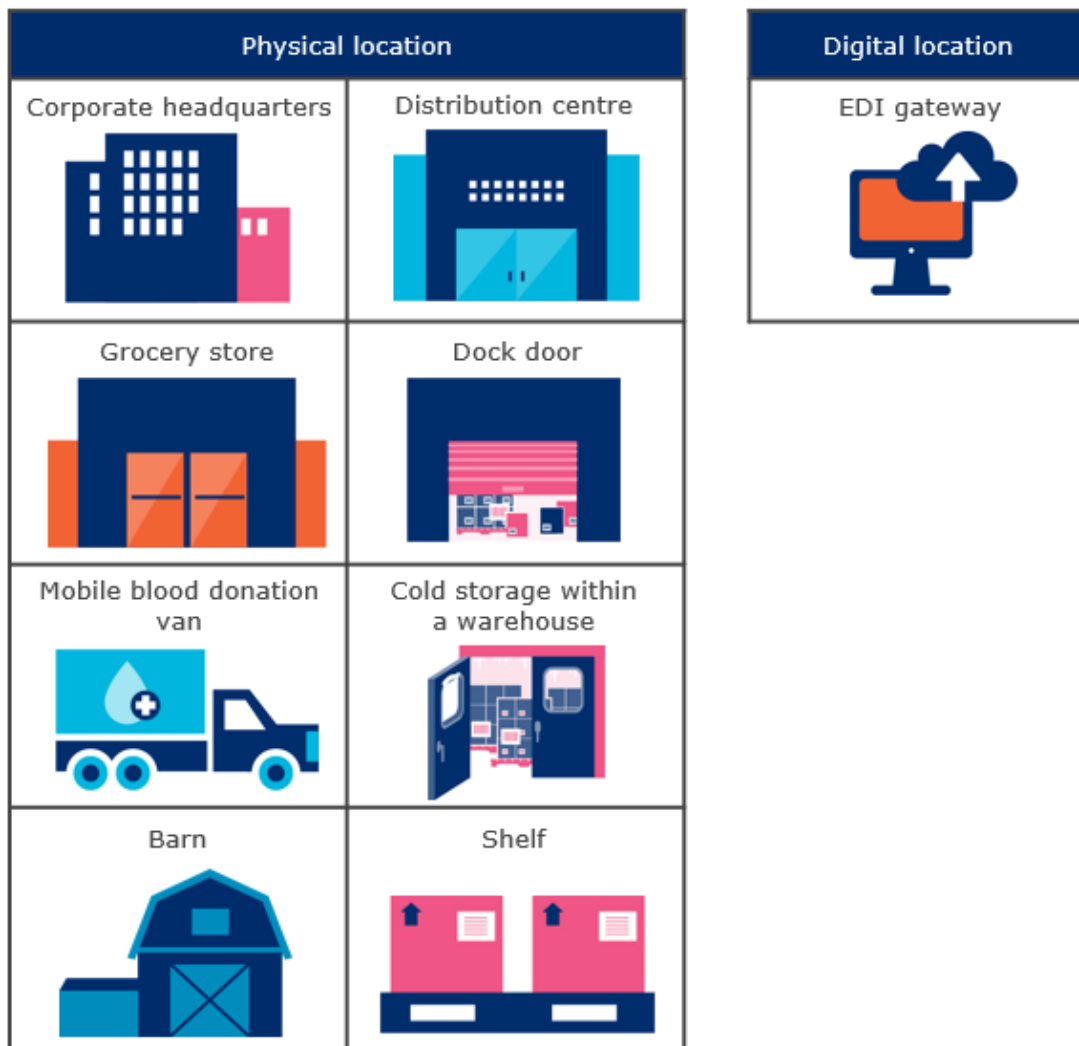 Physical location
Digital location
Corporate headquarters
Distribution centre
EDI gateway
Grocery store
Dock door
Mobile blood donation
van
Cold storage within
a warehouse
Barn
Shelf